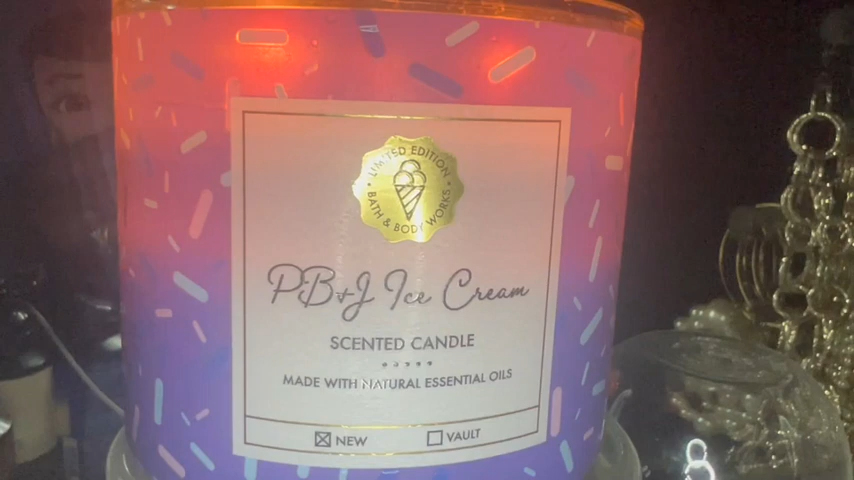 LIMITED EDITION
BATH & BODY WORKS
PB+J Ice Cream
SCENTED CANDLE
MADE WITH NATURAL ESSENTIAL OILS
NEW
VAULT